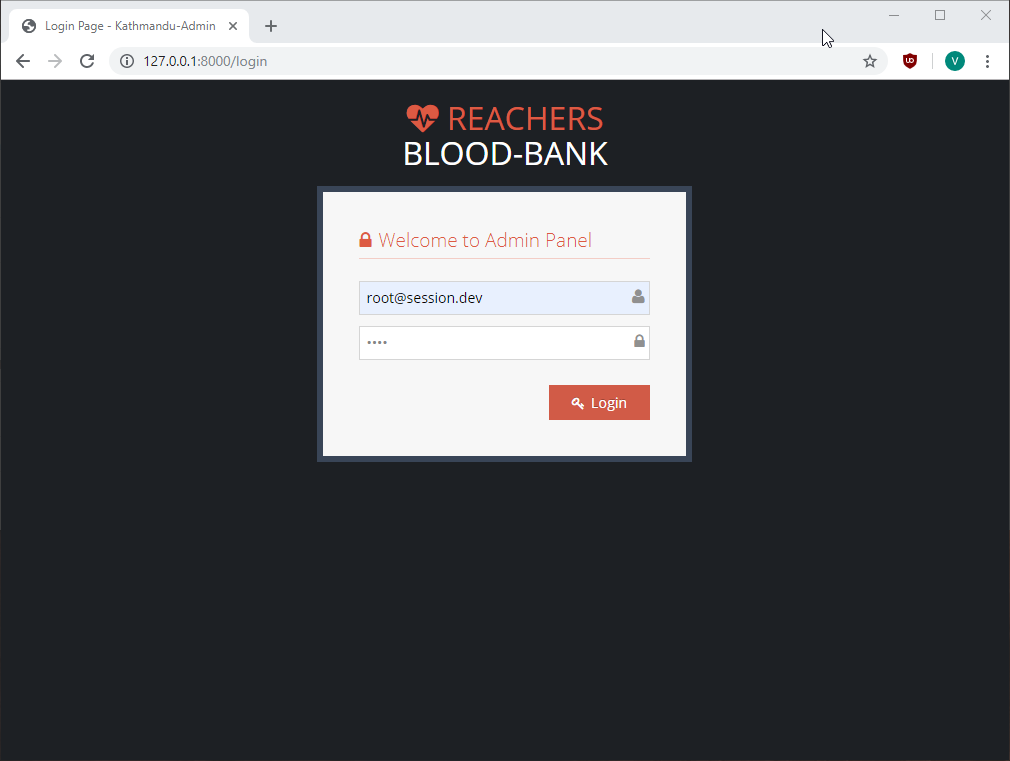 Login Page - Kathmandu-Admin
127.0.0.1:8000/login
V
REACHERS
BLOOD-BANK
Welcome to Admin Panel
root@session.dev
••••
Login